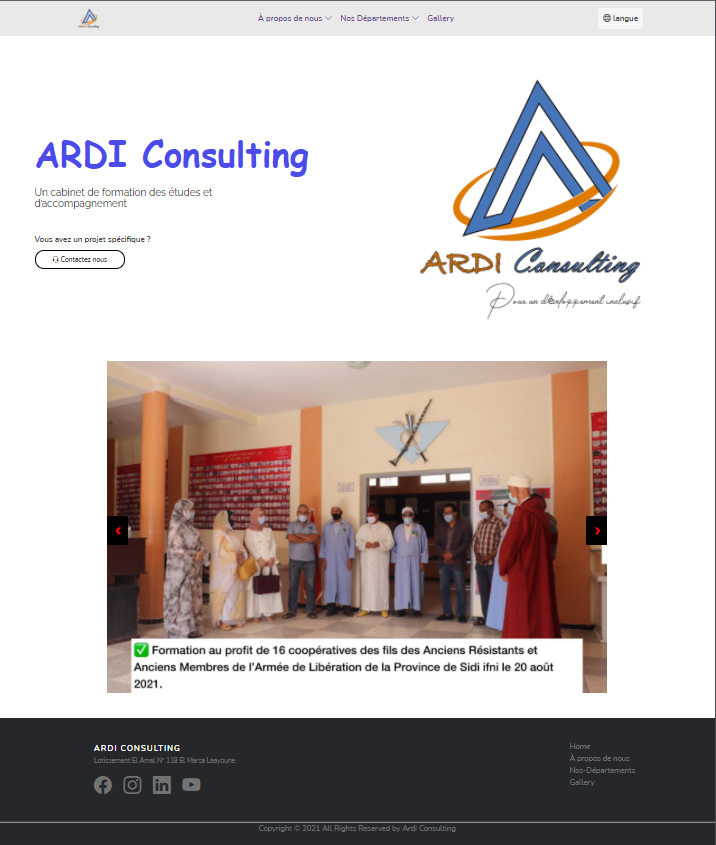 ARDI Consulting
À propos de nous
Nos Départements
Gallery
langue
ARDI Consulting
Un cabinet de formation des études et
d'accompagnement
Vous avez un projet spécifique ?
Contactez nous
ARDI Consulting
Pour un développement inclusif
✅ Formation au profit de 16 coopératives des fils des Anciens Résistants et
Anciens Membres de l'Armée de Libération de la Province de Sidi ifni le 20 août
2021.
ARDI CONSULTING
Lotissement El Amal N° 118 El Marsa Laayoune
Home
À propos de nous
Nos-Départements
Gallery
Copyright © 2021 All Rights Reserved by Ardi Consulting